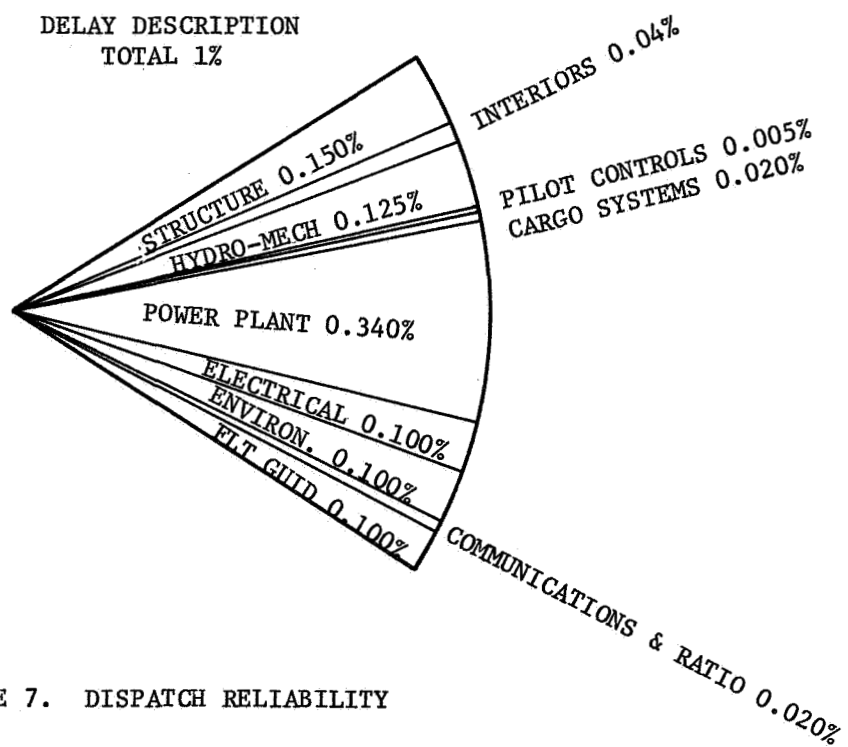 DELAY DESCRIPTION
TOTAL 1%
INTERIORS 0.04%
STRUCTURE 0.150%
PILOT CONTROLS 0.005%
CARGO SYSTEMS 0.020%
HYDRO-MECH 0.125%
POWER PLANT 0.340%
ELECTRICAL 0.100%
ENVIRON. 0.100%
FLT GUID 0.100%
COMMUNICATIONS & RATIO 0.020%
E 7. DISPATCH RELIABILITY